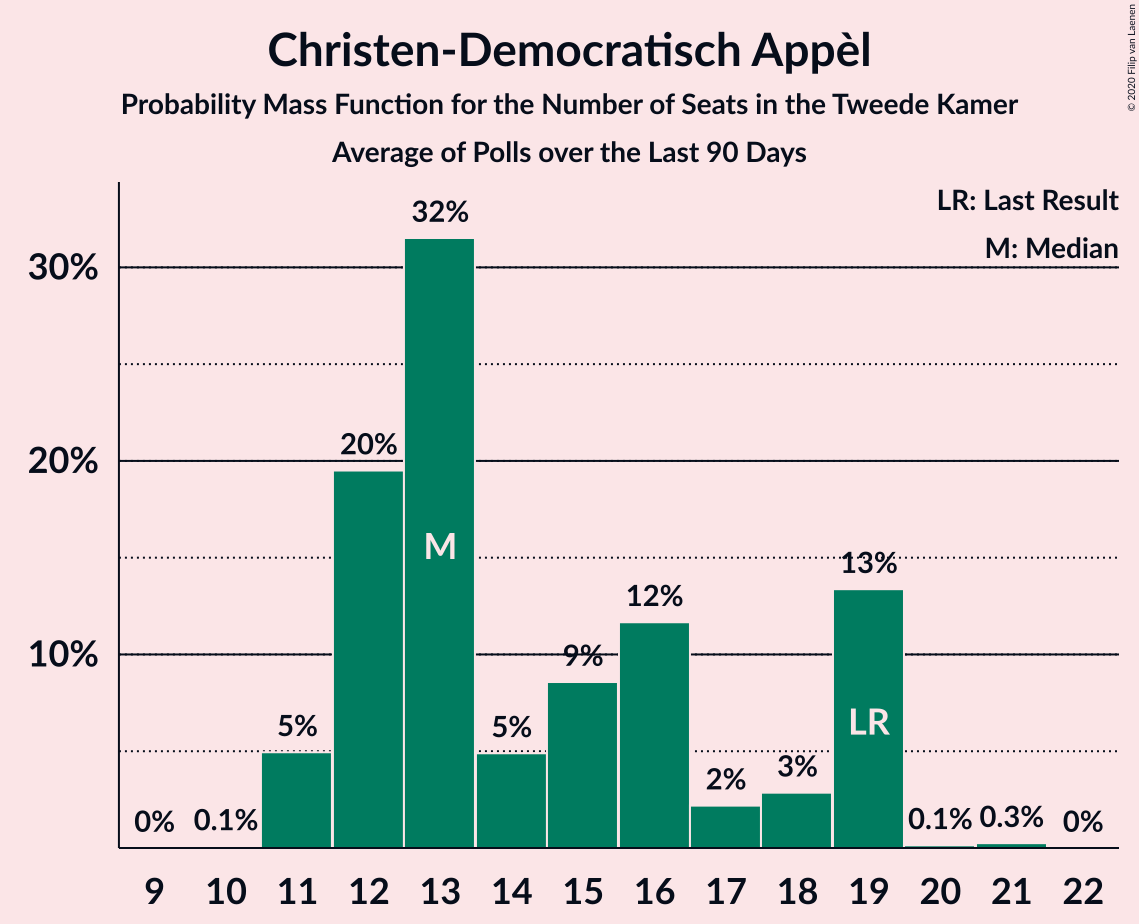 Christen-Democratisch Appèl
Probability Mass Function for the Number of Seats in the Tweede Kamer
Average of Polls over the Last 90 Days
© 2020 Filip van Laenen
LR: Last Result
M: Median
30%
20%
10%
0%
0.1%
5%
20%
32%
5%
9%
12%
2%
3%
13%
0.1%
0.3%
0%
M
LR
9 10 11 12 13 14 15 16 17 18 19 20 21 22